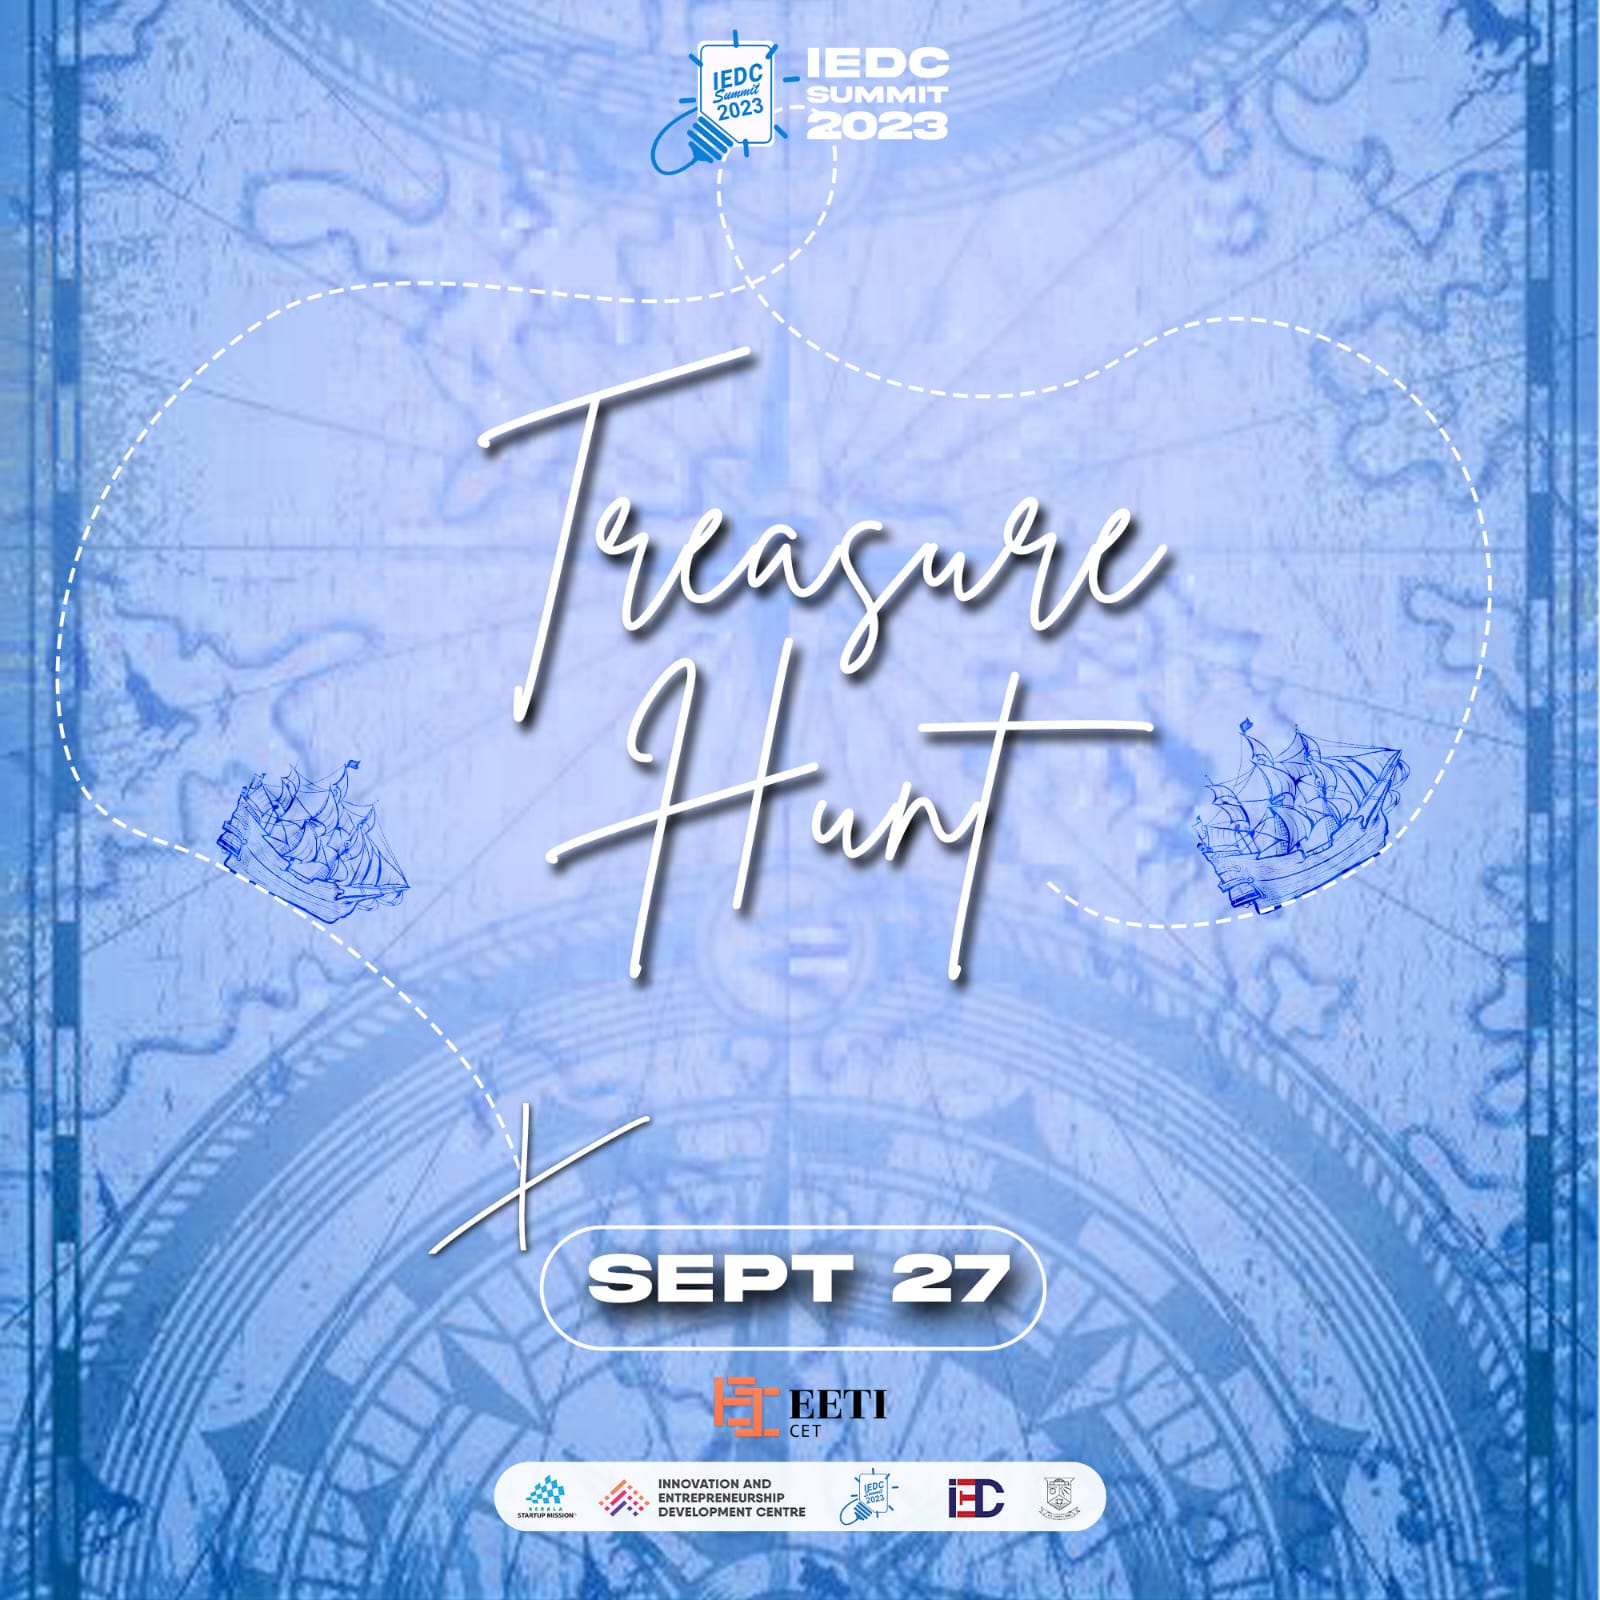 IEDC
Summit
2023
IEDC
SUMMIT
2023
Treasure
Hunt
SEPT 27
EETI
CET
KERALA
STARTUP MISSION
INNOVATION AND
ENTREPRENEURSHIP
DEVELOPMENT CENTRE
IEDC
Summit
2023
IEDC